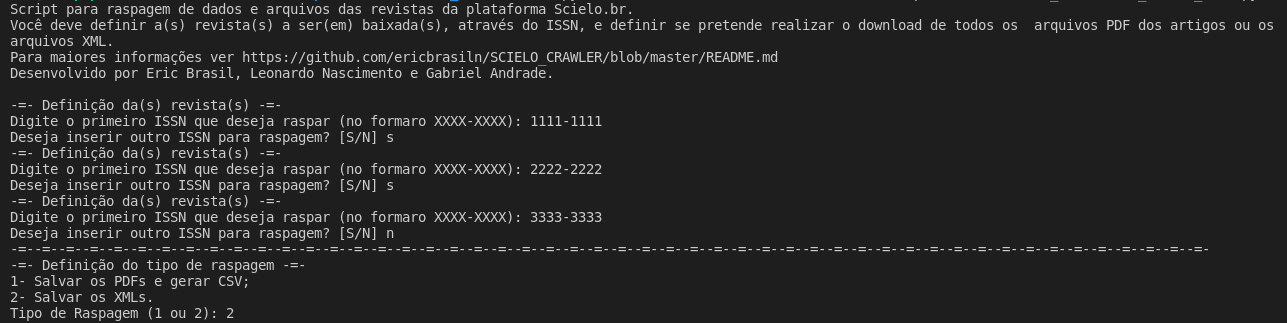 Script para raspagem de dados e arquivos das revistas da plataforma Scielo.br.
Você deve definir a(s) revista(s) a ser(em) baixada(s), através do ISSN, e definir se pretende realizar o download de todos os  arquivos PDF dos artigos ou os
arquivos XML.
Para maiores informações ver https://github.com/ericbrasiln/SCIELO_CRAWLER/blob/master/README.md
Desenvolvido por Eric Brasil, Leonardo Nascimento e Gabriel Andrade.
-=- Definição da(s) revista(s) -=-
Digite o primeiro ISSN que deseja raspar (no formaro XXXX-XXXX): 1111-1111
Deseja inserir outro ISSN para raspagem? [S/N] s
-=- Definição da(s) revista(s) -=-
Digite o primeiro ISSN que deseja raspar (no formaro XXXX-XXXX): 2222-2222
Deseja inserir outro ISSN para raspagem? [S/N] s
-=- Definição da(s) revista(s) -=-
Digite o primeiro ISSN que deseja raspar (no formaro XXXX-XXXX): 3333-3333
Deseja inserir outro ISSN para raspagem? [S/N] n
-=--=--=--=--=--=--=--=--=--=--=--=--=--=--=--=--=--=--=--=--=--=--=--=--=--=--=--=--=--=--=--=--=--=--=--=--=--=--=--=--=--=--=--=--=--=--=--=--=--=--=-
-=- Definição do tipo de raspagem -=-
1- Salvar os PDFs e gerar CSV;
2- Salvar os XMLs.
Tipo de Raspagem (1 ou 2): 2